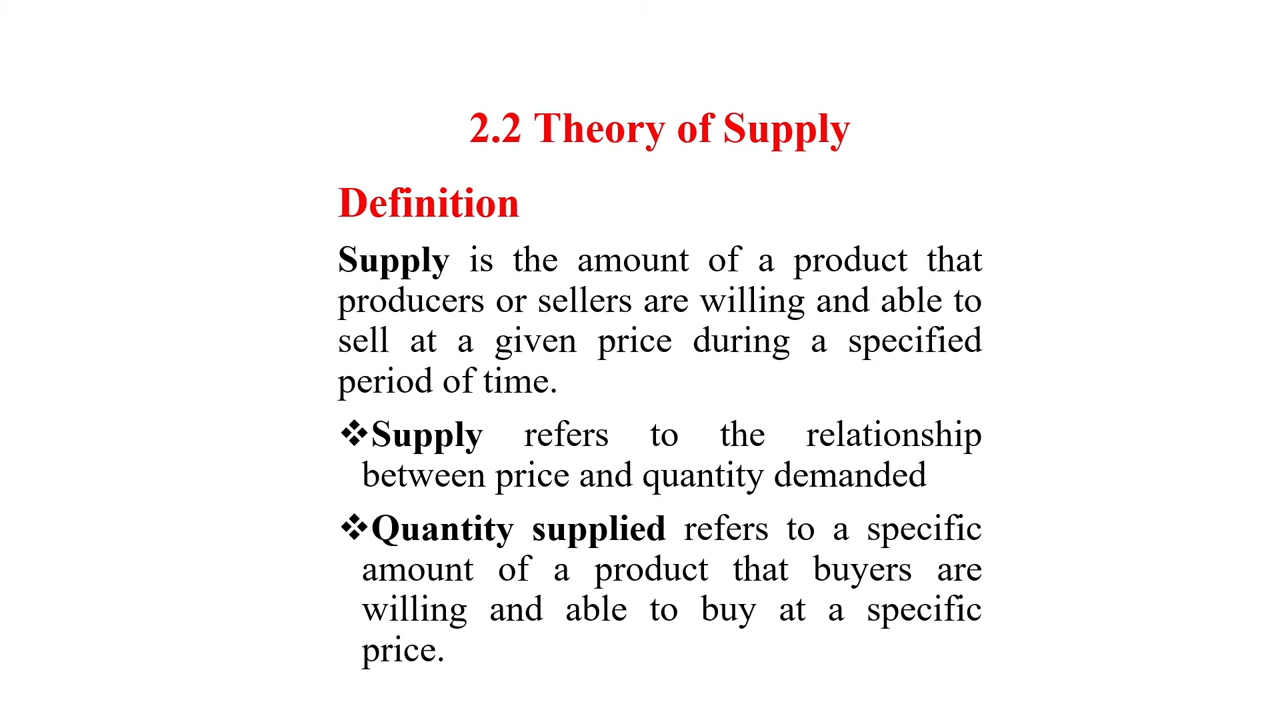 2.2 Theory of Supply
Definition
Supply is the amount of a product that
producers or sellers are willing and able to
sell at a given price during a specified
period of time.
❖Supply refers to the relationship
between price and quantity demanded
❖Quantity supplied refers to a specific
amount of a product that buyers are
willing and able to buy at a specific
price.